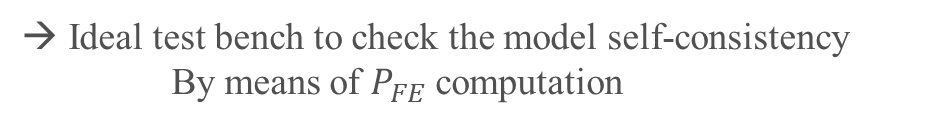 → Ideal test bench to check the model self-consistency
By means of P_FE computation